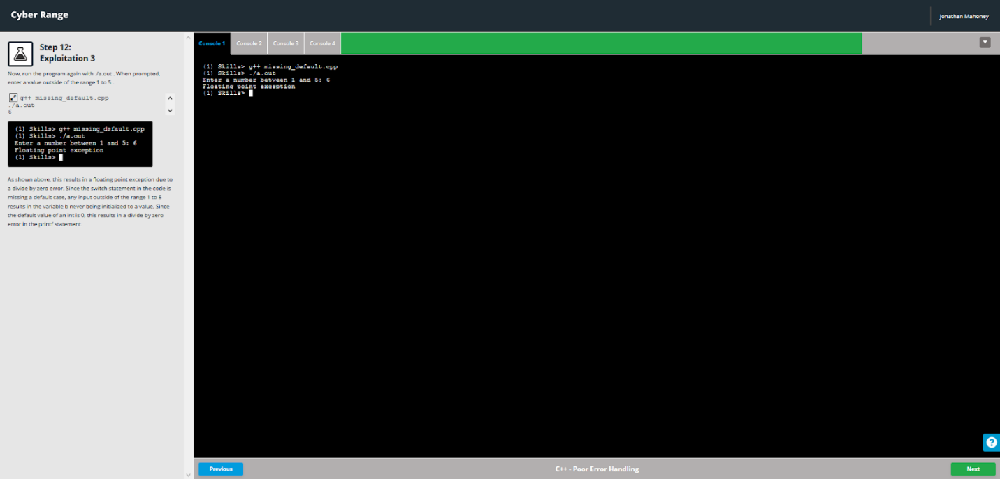 Cyber Range
Jonathan Mahoney
Step 12:
Exploitation 3
Now, run the program again with ./a.out . When prompted,
enter a value outside of the range 1 to 5 .
g++ missing_default.cpp
./a.out
6
(1) Skills> g++ missing_default.cpp
(1) Skills> ./a.out
Enter a number between 1 and 5: 6
Floating point exception
(1) Skills>
As shown above, this results in a floating point exception due to
a divide by zero error. Since the switch statement in the code is
missing a default case, any input outside of the range 1 to 5
results in the variable b never being initialized to a value. Since
the default value of an int is 0, this results in a divide by zero
error in the printf statement.
Console 1
Console 2
Console 3
Console 4
(1) Skills> g++ missing_default.cpp
(1) Skills> ./a.out
Enter a number between 1 and 5: 6
Floating point exception
(1) Skills>
?
Previous
C++ - Poor Error Handling
Next